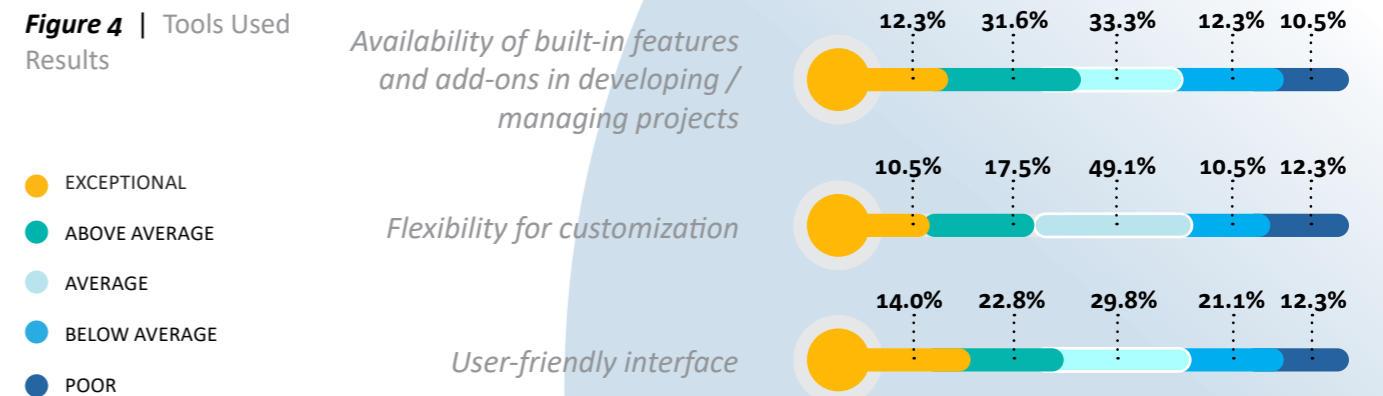 Figure 4 | Tools Used
Results
EXCEPTIONAL
ABOVE AVERAGE
AVERAGE
BELOW AVERAGE
POOR
Availability of built-in features
and add-ons in developing /
managing projects
12.3% 31.6% 33.3% 12.3% 10.5%
Flexibility for customization
10.5% 17.5% 49.1% 10.5% 12.3%
User-friendly interface
14.0% 22.8% 29.8% 21.1% 12.3%